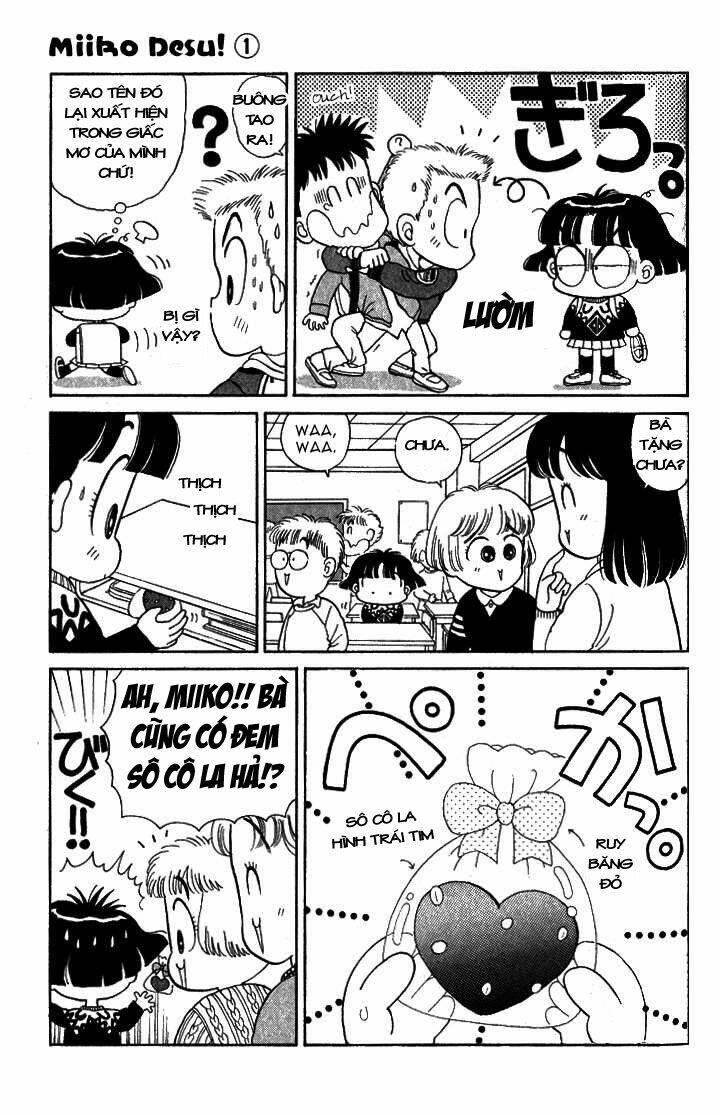 Miiko Desu! ①
Ouch!
ぎろっ。
LƯỜM
BUÔNG
TAO
RA!
SAO TÊN ĐÓ
LẠI XUẤT HIỆN
TRONG GIẤC
MƠ CỦA MÌNH
CHỨ!
?
BỊ GÌ
VẬY?
BÀ
TẶNG
CHƯA?
CHƯA.
WAA,
WAA.
THỊCH
THỊCH
THỊCH
ぺかっ。
SÔ CÔ LA
HÌNH TRÁI TIM
RUY
BĂNG
ĐỎ
AH, MIIKO!! BÀ
CŨNG CÓ ĐEM
SÔ CÔ LA HẢ!?
びくーっ!!